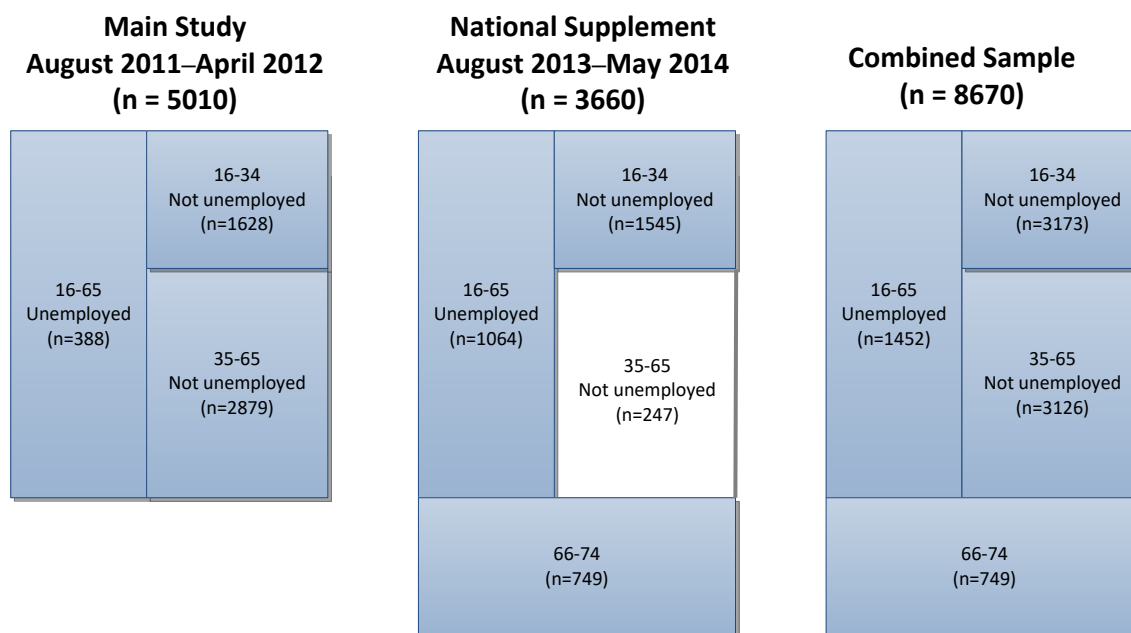 Main Study
August 2011–April 2012
(n = 5010)
16-34
Not unemployed
(n=1628)
16-65
Unemployed
(n=388)
35-65
Not unemployed
(n=2879)
National Supplement
August 2013–May 2014
(n = 3660)
16-34
Not unemployed
(n=1545)
16-65
Unemployed
(n=1064)
35-65
Not unemployed
(n=247)
66-74
(n=749)
Combined Sample
(n = 8670)
16-34
Not unemployed
(n=3173)
16-65
Unemployed
(n=1452)
35-65
Not unemployed
(n=3126)
66-74
(n=749)